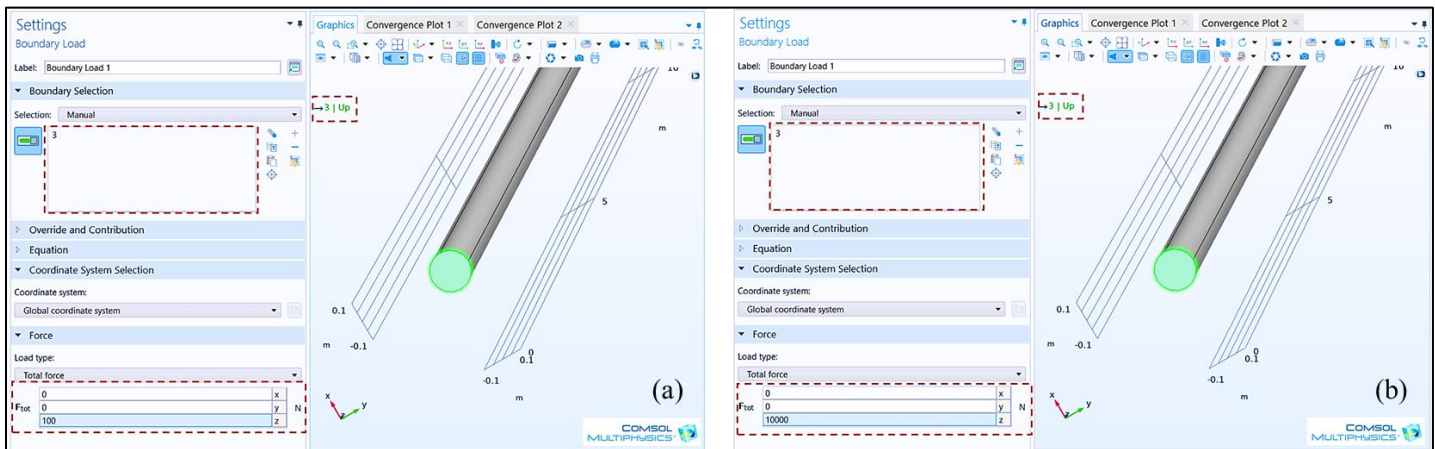 Settings
Boundary Load
Label: Boundary Load 1
Boundary Selection
Selection: Manual
3
Override and Contribution
Equation
Coordinate System Selection
Coordinate system:
Global coordinate system
Force
Load type:
Total force
Ftot
0 x
0 y N
100 z
Graphics Convergence Plot 1 × Convergence Plot 2 ×
→3 | Up
10
m
5
0.1
m -0.1
0
0.1
-0.1
m
x
y
z
(a)
COMSOL
MULTIPHYSICS
Settings
Boundary Load
Label: Boundary Load 1
Boundary Selection
Selection: Manual
3
Override and Contribution
Equation
Coordinate System Selection
Coordinate system:
Global coordinate system
Force
Load type:
Total force
Ftot
0 x
0 y N
10000 z
Graphics Convergence Plot 1 × Convergence Plot 2 ×
→3 | Up
10
m
5
0.1
m -0.1
0
0.1
-0.1
m
x
y
z
(b)
COMSOL
MULTIPHYSICS